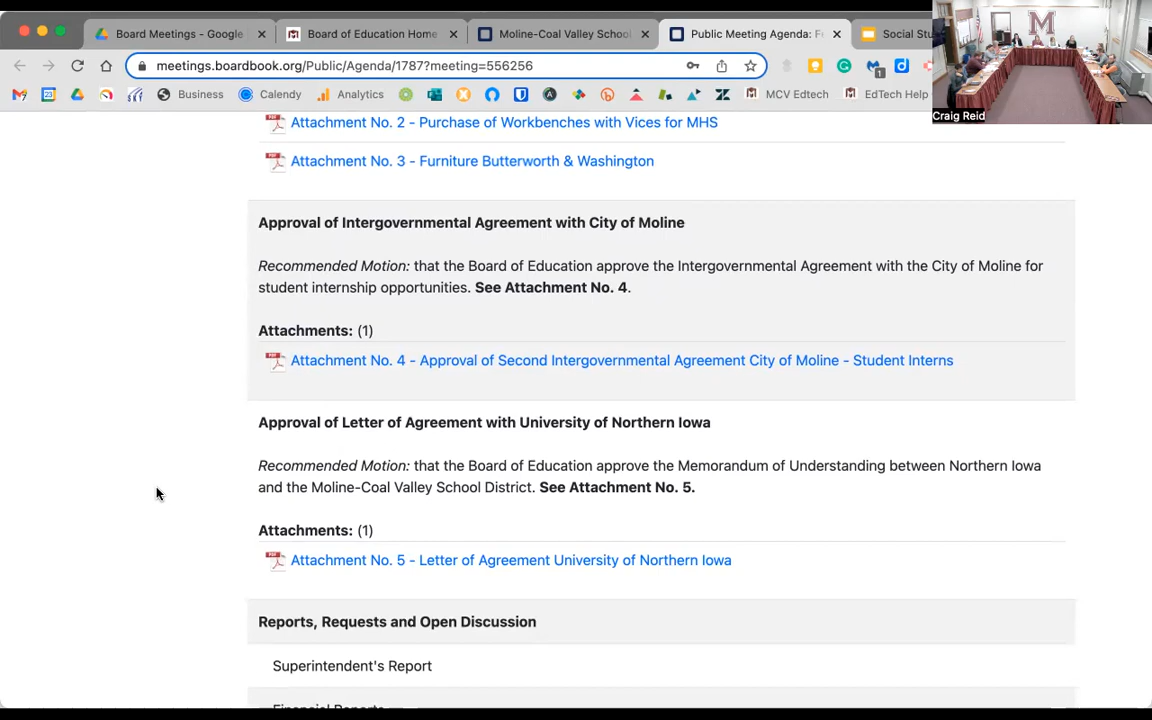 Board Meetings - Google
Board of Education Home
Moline-Coal Valley School
Public Meeting Agenda: F
Social Stu
meetings.boardbook.org/Public/Agenda/1787?meeting=556256
Business
Calendy
Analytics
MCV Edtech
EdTech Help
M
Craig Reid
Attachment No. 2 - Purchase of Workbenches with Vices for MHS
Attachment No. 3 - Furniture Butterworth & Washington
Approval of Intergovernmental Agreement with City of Moline
Recommended Motion: that the Board of Education approve the Intergovernmental Agreement with the City of Moline for
student internship opportunities. See Attachment No. 4.
Attachments: (1)
Attachment No. 4 - Approval of Second Intergovernmental Agreement City of Moline - Student Interns
Approval of Letter of Agreement with University of Northern Iowa
Recommended Motion: that the Board of Education approve the Memorandum of Understanding between Northern Iowa
and the Moline-Coal Valley School District. See Attachment No. 5.
Attachments: (1)
Attachment No. 5 - Letter of Agreement University of Northern Iowa
Reports, Requests and Open Discussion
Superintendent's Report
Financial Reports